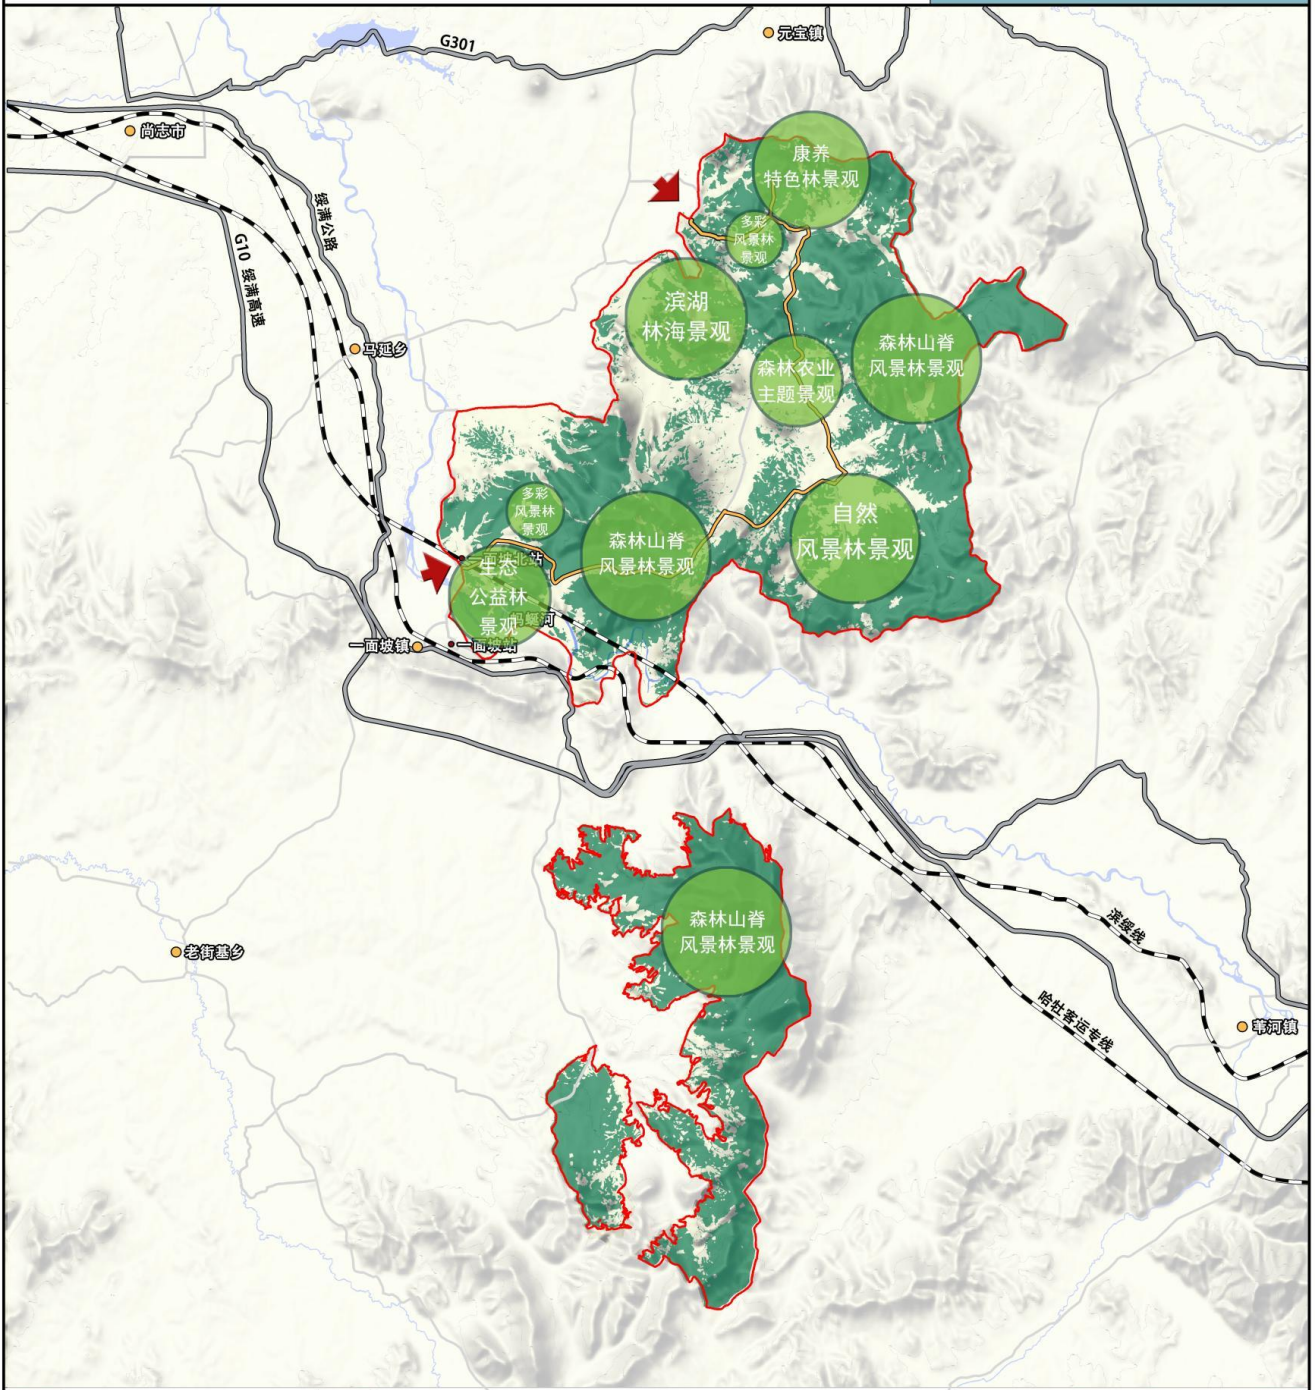 元宝镇
G301
尚志市
绥满公路
G10 绥满高速
马延乡
康养
特色林景观
多彩
风景林
景观
滨湖
林海景观
森林山脊
风景林景观
森林农业
主题景观
多彩
风景林
景观
森林山脊
风景林景观
自然
风景林景观
一面坡北站
生态
公益林
景观
蚂蜒河
一面坡镇
一面坡站
森林山脊
风景林景观
老街基乡
滨绥线
哈牡客运专线
苇河镇